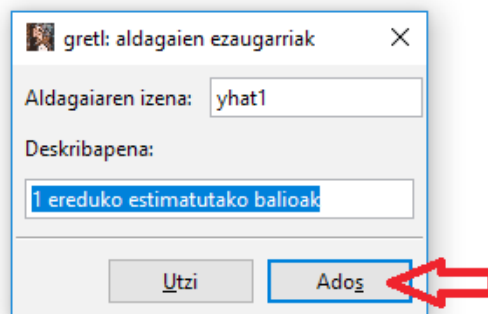 gretl: aldagaien ezaugarriak
Aldagaiaren izena: yhat1
Deskribapena:
1 ereduko estimatutako balioak
Utzi Ados